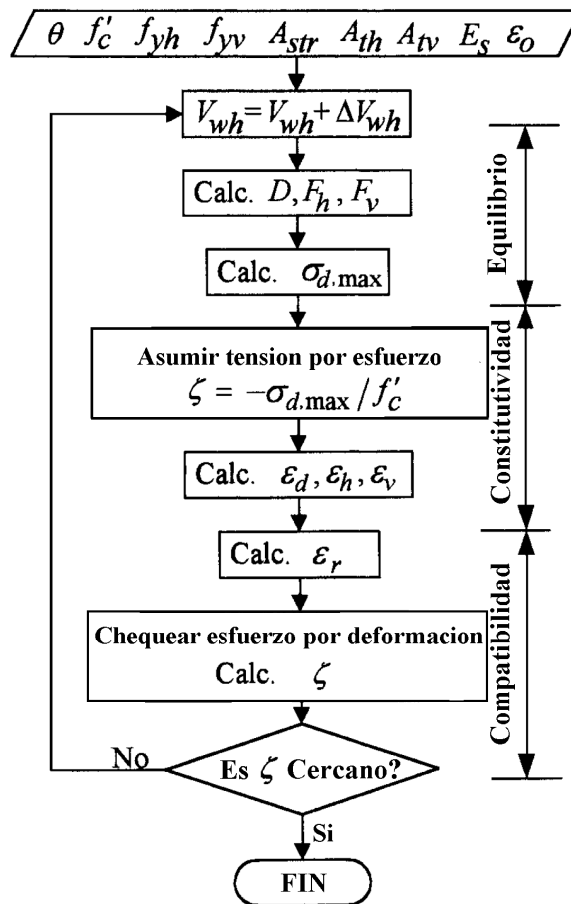 θ f'c fyh fyv Astr Ath Atv Es εo
Vwh = Vwh + ΔVwh
Calc. D, Fh, Fv
Calc. σd.max
Asumir tension por esfuerzo
ζ = −σd.max / f'c
Calc. εd, εh, εv
Calc. εr
Chequear esfuerzo por deformacion
Calc. ζ
No
Es ζ Cercano?
Si
FIN
Equilibrio
Constitutividad
Compatibilidad